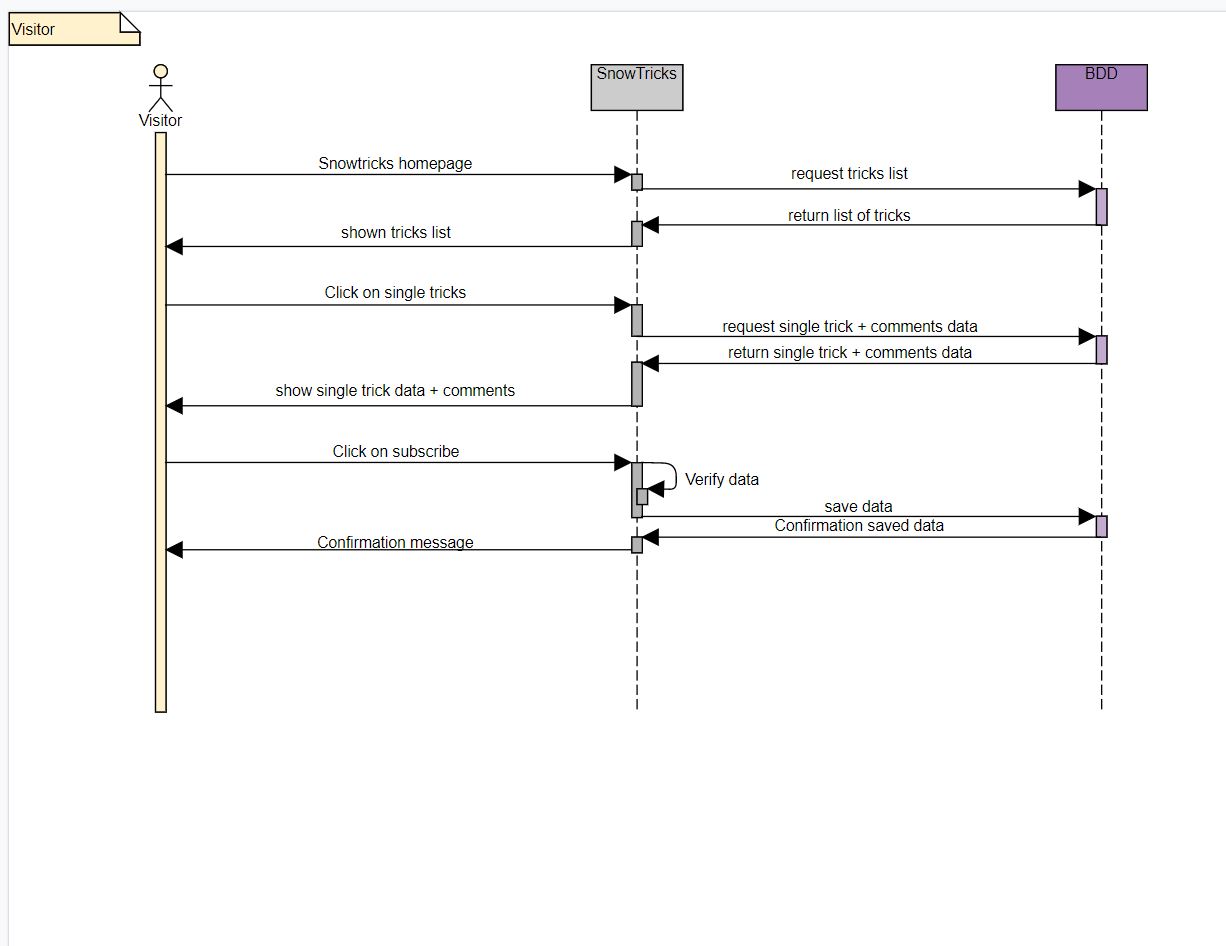 Visitor
SnowTricks
BDD
Visitor
Snowtricks homepage
request tricks list
return list of tricks
shown tricks list
Click on single tricks
request single trick + comments data
return single trick + comments data
show single trick data + comments
Click on subscribe
Verify data
save data
Confirmation saved data
Confirmation message